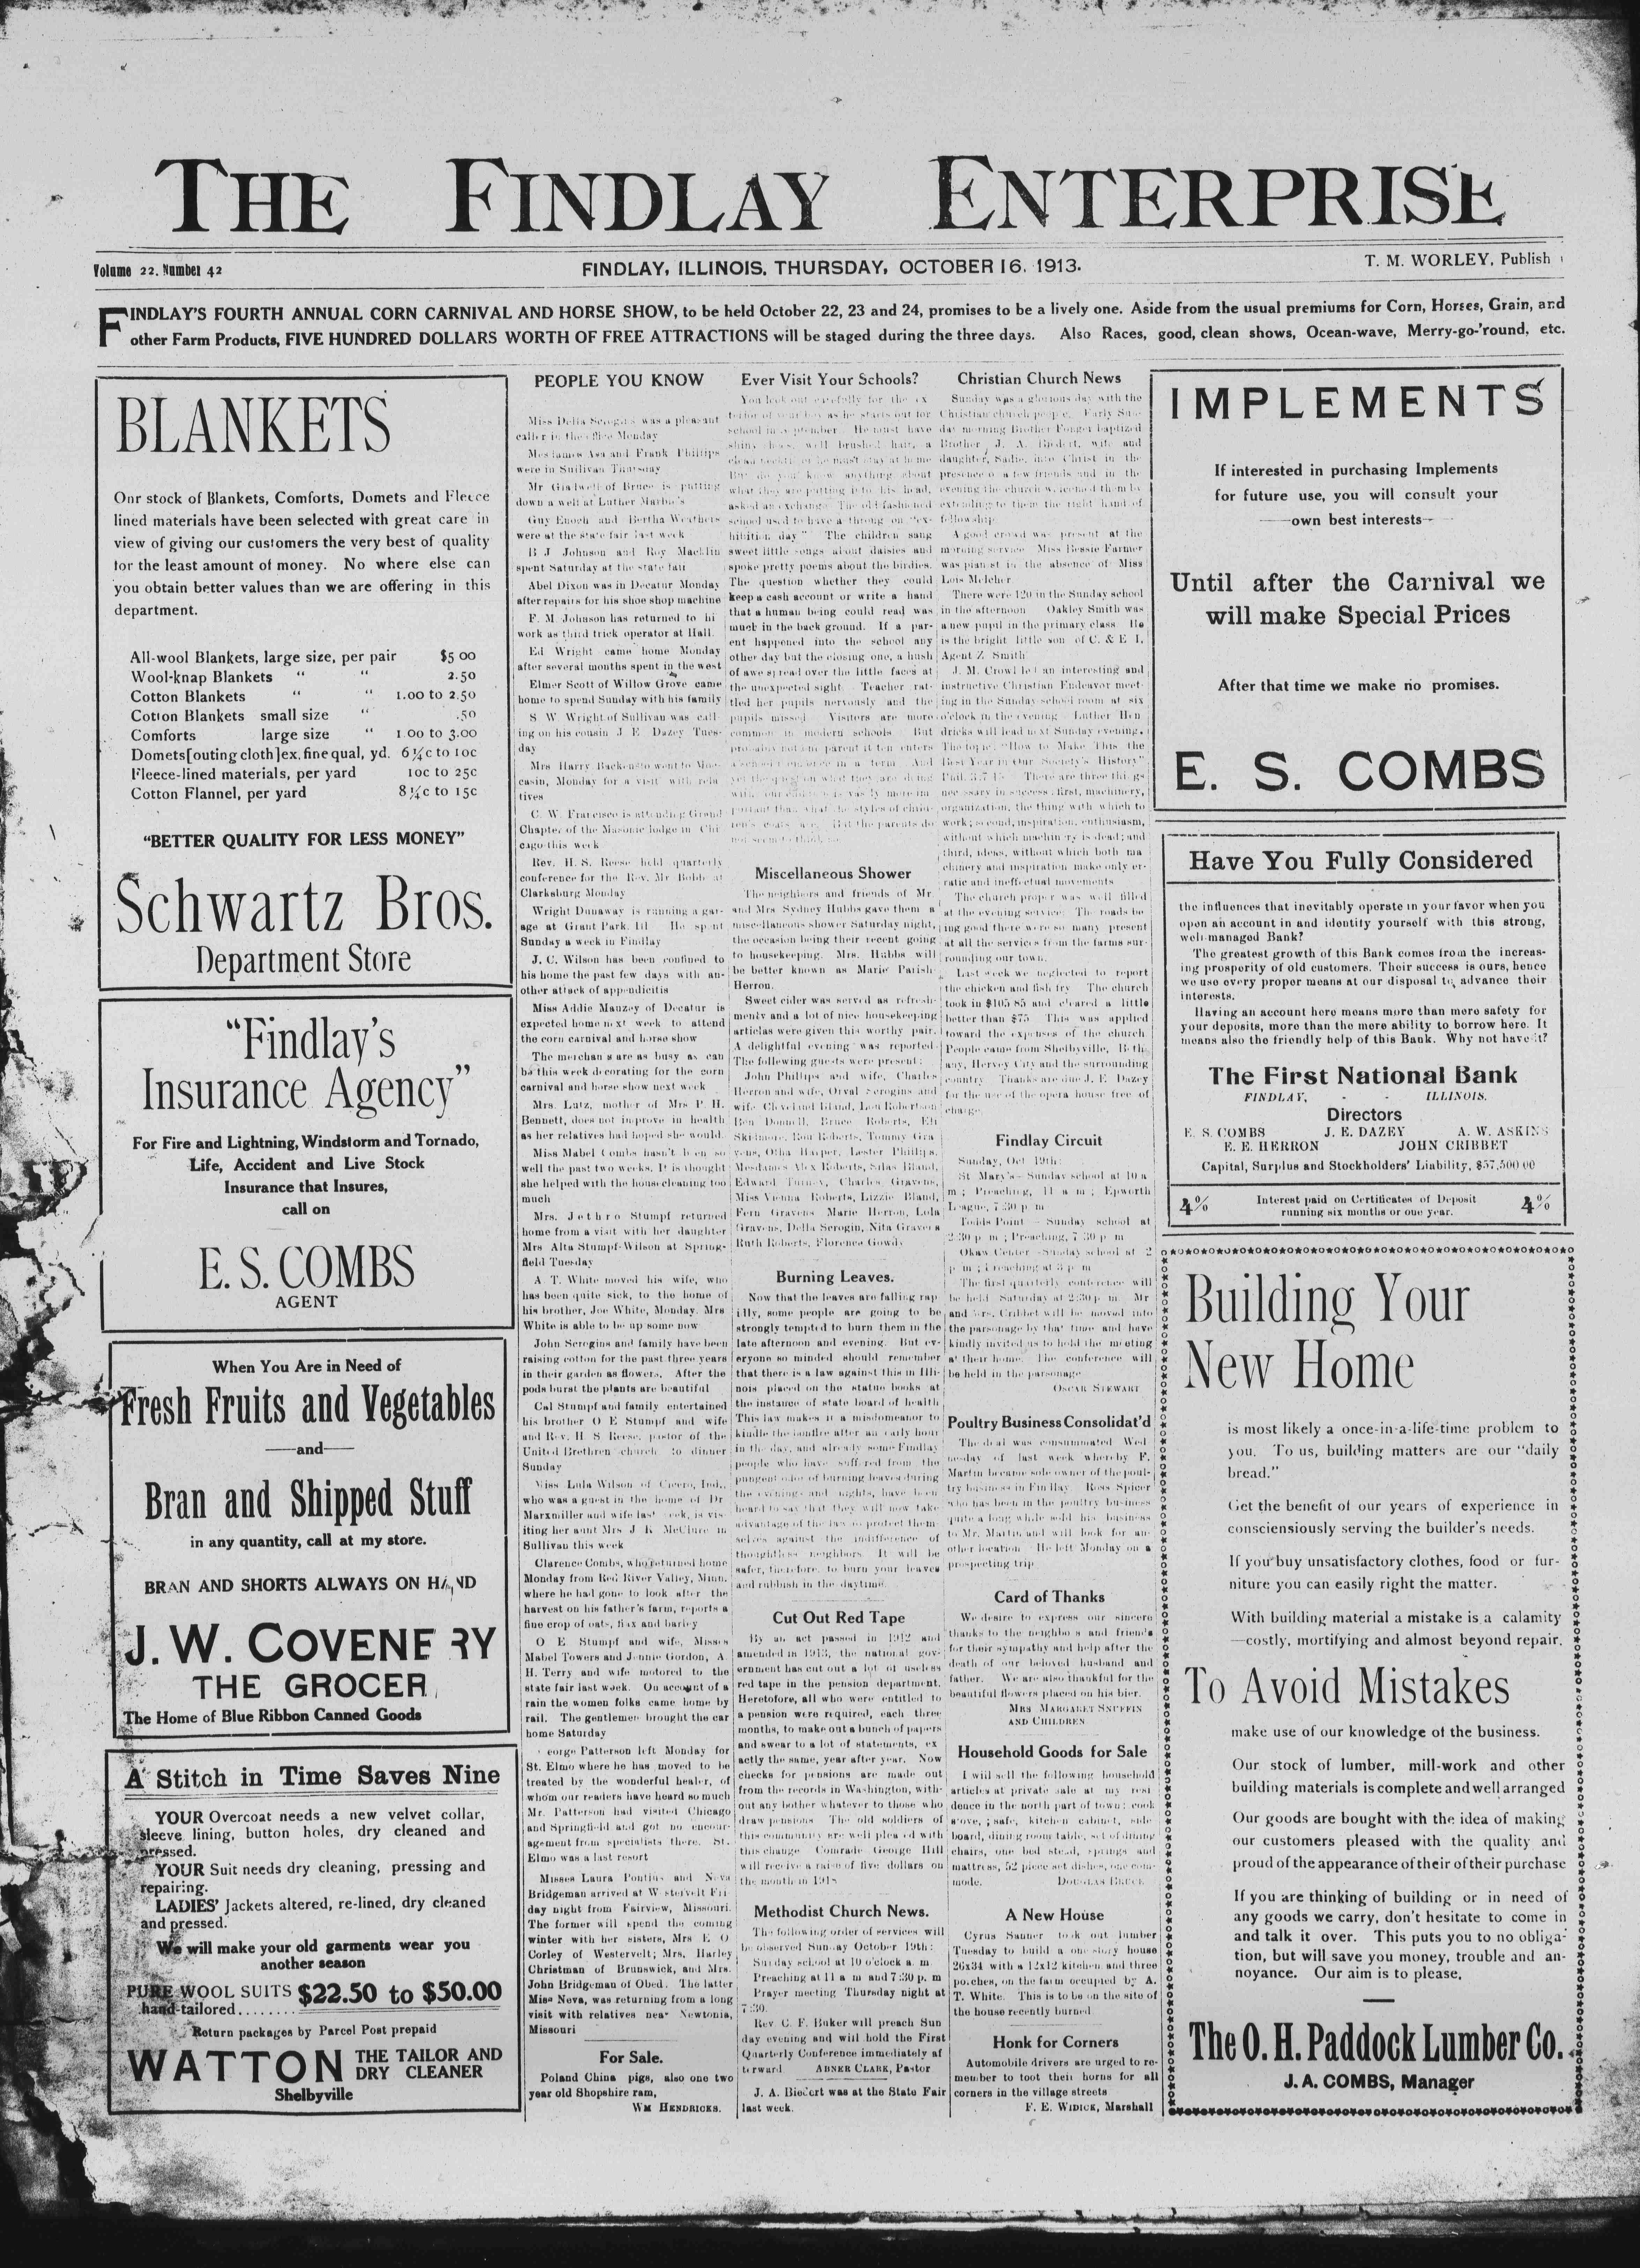 THE FINDLAY ENTERPRISE
Volume 22. Number 42
FINDLAY, ILLINOIS. THURSDAY, OCTOBER 16, 1913.
T. M. WORLEY, Publish
FINDLAY'S FOURTH ANNUAL CORN CARNIVAL AND HORSE SHOW, to be held October 22, 23 and 24, promises to be a lively one. Aside from the usual premiums for Corn, Horses, Grain, and
other Farm Products, FIVE HUNDRED DOLLARS WORTH OF FREE ATTRACTIONS will be staged during the three days. Also Races, good, clean shows, Ocean-wave, Merry-go-'round, etc.
BLANKETS
Our stock of Blankets, Comforts, Domets and Fleece
lined materials have been selected with great care in
view of giving our customers the very best of quality
for the least amount of money. No where else can
you obtain better values than we are offering in this
department.
All-wool Blankets, large size, per pair $5 00
Wool-knap Blankets " " 2.50
Cotton Blankets " " 1.00 to 2.50
Cotton Blankets small size " .50
Comforts large size " 1.00 to 3.00
Domets[outing cloth]ex. fine qual, yd. 6¼c to 10c
Fleece-lined materials, per yard 10c to 25c
Cotton Flannel, per yard 8¼c to 15c
"BETTER QUALITY FOR LESS MONEY"
Schwartz Bros.
Department Store
"Findlay's
Insurance Agency"
For Fire and Lightning, Windstorm and Tornado,
Life, Accident and Live Stock
Insurance that Insures,
call on
E. S. COMBS
AGENT
When You Are in Need of
Fresh Fruits and Vegetables
—and—
Bran and Shipped Stuff
in any quantity, call at my store.
BRAN AND SHORTS ALWAYS ON HAND
J. W. COVENE RY
THE GROCER
The Home of Blue Ribbon Canned Goods
A Stitch in Time Saves Nine
YOUR Overcoat needs a new velvet collar,
sleeve lining, button holes, dry cleaned and
pressed.
YOUR Suit needs dry cleaning, pressing and
repairing.
LADIES' Jackets altered, re-lined, dry cleaned
and pressed.
We will make your old garments wear you
another season
PURE WOOL SUITS $22.50 to $50.00
hand-tailored........
Return packages by Parcel Post prepaid
WATTON THE TAILOR AND
DRY CLEANER
Shelbyville
PEOPLE YOU KNOW
Miss Delia Scrogins was a pleasant
caller in the office Monday
Mesdames Asa and Frank Phillips
were in Sullivan Thursday
Mr Gladwell of Bruce is putting
down a well at Luther Marbu's
Guy Enoch and Bertha Weathers
were at the state fair last week
B J Johnson and Roy Macklin
spent Saturday at the state fair
Abel Dixon was in Decatur Monday
after repairs for his shoe shop machine
F. M. Johnson has returned to hi
work as third trick operator at Hall.
Ed Wright came home Monday
after several months spent in the west
Elmer Scott of Willow Grove came
home to spend Sunday with his family
S W Wright of Sullivan was call-
ing on his cousin J E Dazey Tues-
day
Mrs Harry Backensto went to Moc-
casin, Monday for a visit with rela
tives
C. W. Francisco is attending Grand
Chapter of the Masonic lodge in Chi
cago this week
Rev. H. S. Reese held quarterly
conference for the Rev. Mr Bolde at
Clarksburg Monday
Wright Dunaway is running a gar-
age at Grant Park. Ill He spent
Sunday a week in Findlay
J. C. Wilson has been confined to
his home the past few days with an-
other attack of appendicitis
Miss Addie Mauzey of Decatur is
expected home next week to attend
the corn carnival and horse show
The merchan s are as busy as can
be this week decorating for the corn
carnival and horse show next week
Mrs. Lutz, mother of Mrs P. H.
Bennett, does not improve in health
as her relatives had hoped she would.
Miss Mabel Combs hasn't been so
well the past two weeks. It is thought
she helped with the housecleaning too
much
Mrs. Jethro Stumpf returned
home from a visit with her daughter
Mrs Alta Stumpf-Wilson at Spring-
field Tuesday
A. T. White moved his wife, who
has been quite sick, to the home of
his brother, Joe White, Monday. Mrs
White is able to be up some now
John Scrogins and family have been
raising cotton for the past three years
in their garden as flowers. After the
pods burst the plants are beautiful
Cal Stumpf and family entertained
his brother O E Stumpf and wife
and Rev. H S Reese, pastor of the
United Brethren church to dinner
Sunday
Miss Lula Wilson of Cicero, Ind.,
who was a guest in the home of Dr
Marxmiller and wife last week, is vis-
iting her aunt Mrs J R McClure in
Sullivan this week
Clarence Combs, who returned home
Monday from Red River Valley, Minn.
where he had gone to look after the
harvest on his father's farm, reports a
fine crop of oats, flax and barley
O E Stumpf and wife, Misses
Mabel Towers and Jennie Gordon, A.
H. Terry and wife motored to the
state fair last week. On account of a
rain the women folks came home by
rail. The gentlemen brought the car
home Saturday
eorge Patterson left Monday for
St. Elmo where he has moved to be
treated by the wonderful healer, of
whom our readers have heard so much
Mr. Patterson had visited Chicago
and Springfield and got no encour-
agement from specialists there. St.
Elmo was a last resort
Misses Laura Pontius and Neva
Bridgeman arrived at W stervelt Fri
day night from Fairview, Missouri.
The former will spend the coming
winter with her sisters, Mrs E O
Corley of Westervelt; Mrs. Harley
Christman of Brunswick, and Mrs.
John Bridgeman of Obed. The latter
Miss Neva, was returning from a long
visit with relatives near Newtonia,
Missouri
For Sale.
Poland China pigs, also one two
year old Shopshire ram,
WM HENDRICKS.
Ever Visit Your Schools?
You look out carefully for the ex
terior of your boy as he starts out for
school in September. He must have
shiny shoes, well brushed hair, a
clean necktie or he must stay at home
But do you know anything about
what they are putting into his head,
asked an exchange The old fashioned
school used to have a throng on "ex-
hibition day" The children sang
sweet little songs about daisies and
spoke pretty poems about the birdies.
The question whether they could
keep a cash account or write a hand
that a human being could read was
much in the back ground. If a par-
ent happened into the school any
other day but the closing one, a hush
of awe spread over the little faces at
the unexpected sight. Teacher rat-
tled her pupils nervously and the
pupils missed Visitors are more
common in modern schools But
probably not one parent in ten enters
a school entrance in a term And
yet the
with our
portant than what the styles of child-
ren's coats are. But the parents do
not seem to think so
Miscellaneous Shower
The neighbors and friends of Mr.
and Mrs Sydney Hubbs gave them a
miscellaneous shower Saturday night,
the occasion being their recent going
to housekeeping. Mrs. Hubbs will
be better known as Marie Parish
Herron.
Sweet cider was served as refresh-
ments and a lot of nice housekeeping
articles were given this worthy pair.
A delightful evening was reported.
The following guests were present:
John Phillips and wife, Charles
Herron and wife, Orval Scrogins and
wife Cleveland Bland, Lon Robertson
Ben Donnell, Bruce Roberts, Eli
Skidmore, Ron Roberts, Tommy Gra
vens, Otha Harper, Lester Phillips,
Mesdames Alex Roberts, Silas Bland,
Edward Turney, Charles Gravens,
Miss Vienna Roberts, Lizzie Bland,
Fern Gravens Marie Herron, Lola
Gravens, Della Scrogin, Nita Gravens
Ruth Roberts, Florence Gowdy
Burning Leaves.
Now that the leaves are falling rap
illy, some people are going to be
strongly tempted to burn them in the
late afternoon and evening. But ev-
eryone so minded should remember
that there is a law against this in Illi-
nois placed on the statue books at
the instance of state board of health
This law makes it a misdemeanor to
kindle the bonfire after an early hour
in the day, and already some Findlay
people who have suffered from the
pungent odor of burning leaves during
the evenings and nights, have been
heard to say that they will now take
advantage of the law to protect them-
selves against the indifference of
thoughtless neighbors It will be
safer, therefore, to burn your leaves
and rubbish in the daytime.
Cut Out Red Tape
By an act passed in 1912 and
amended in 1913, the national gov-
ernment has cut out a lot of useless
red tape in the pension department.
Heretofore, all who were entitled to
a pension were required, each three
months, to make out a bunch of papers
and swear to a lot of statements, ex
actly the same, year after year. Now
checks for pensions are made out
from the records in Washington, with-
out any bother whatever to those who
draw pensions The old soldiers of
this community are well pleased with
this change Comrade George Hill
will receive a raise of five dollars on
the month in 1918
Methodist Church News.
The following order of services will
be observed Sunday October 19th:
Sunday school at 10 o'clock a. m
Preaching at 11 a m and 7:30 p. m
Prayer meeting Thursday night at
7:30.
Rev C. F. Buker will preach Sun
day evening and will hold the First
Quarterly Conference immediately af
terward ABNER CLARK, Pastor
J. A. Biedert was at the State Fair
last week.
Christian Church News
Sunday was a glorious day with the
Christian church people. Early Sun-
day morning Brother Fonger baptized
Brother J. A. Biedert, wife and
daughter, Sadie, into Christ in the
presence o a few friends and in the
evening the church welcomed them by
extending to them the right hand of
fellowship
A good crowd was present at the
morning service Miss Bessie Farmer
was pianist in the absence of Miss
Lois Melcher
There were 120 in the Sunday school
in the afternoon Oakley Smith was
a new pupil in the primary class He
is the bright little son of C. & E I.
Agent Z Smith
J. M. Crowl led an interesting and
instructive Christian Endeavor meet-
ing in the Sunday school room at six
o'clock in the evening Luther Hen
dricks will lead next Sunday evening.
The topic: "How to Make This the
Best Year in Our Society's History"
Phil. 3:7-15 There are three things
necessary in success: first, machinery,
organization, the thing with which to
work; second, inspiration, enthusiasm,
without which machinery is dead; and
third, ideas, without which both ma
chinery and inspiration make only er-
ratic and ineffectual movements
The church proper was well filled
at the evening service. The roads be
ing good there were so many present
at all the services from the farms sur-
rounding our town.
Last week we neglected to report
the chicken and fish fry The church
took in $105 85 and cleared a little
better than $75 This was applied
toward the expenses of the church
People came from Shelbyville, Beth
any, Hervey City and the surrounding
country Thanks are due J. E Dazey
for the use of the opera house free of
charge
Findlay Circuit
Sunday, Oct 19th:
St Mary's—Sunday school at 10 a
m; Preaching, 11 a m; Epworth
League, 7:30 p m
Todds Point - Sunday school at
2:30 p m; Preaching, 7 30 p m
Okaw Center - Sunday school at 2
p m; Preaching at 3 p m
The first quarterly conference will
be held Saturday at 2:30 p m Mr
and Mrs. Cribbet will be moved into
the parsonage by that time and have
kindly invited us to hold the meeting
at their home The conference will
be held in the parsonage
OSCAR STEWART
Poultry Business Consolidat'd
The deal was consummated Wed
nesday of last week whereby F.
Martin became sole owner of the poul-
try business in Findlay Ross Spicer
who has been in the poultry business
quite a long while sold his business
to Mr. Martin and will look for an-
other location He left Monday on a
prospecting trip
Card of Thanks
We desire to express our sincere
thanks to the neighbors and friends
for their sympathy and help after the
death of our beloved husband and
father. We are also thankful for the
beautiful flowers placed on his bier.
MRS MARGARET SNUFFIN
AND CHILDREN
Household Goods for Sale
I will sell the following household
articles at private sale at my resi
dence in the north part of town: cook
stove, safe, kitchen cabinet, side
board, dining room table, set of dining
chairs, one bed stead, springs and
mattress, 52 piece set dishes, one com-
mode. DOUGLAS BRUCE
A New House
Cyrus Sanner took out lumber
Tuesday to build a one story house
26x34 with a 12x12 kitchen and three
porches, on the farm occupied by A.
T. White. This is to be on the site of
the house recently burned
Honk for Corners
Automobile drivers are urged to re-
member to toot their horns for all
corners in the village streets
F. E. WIDICK, Marshall
IMPLEMENTS
If interested in purchasing Implements
for future use, you will consult your
—own best interests—
Until after the Carnival we
will make Special Prices
After that time we make no promises.
E. S. COMBS
Have You Fully Considered
the influences that inevitably operate in your favor when you
open an account in and identity yourself with this strong,
well-managed Bank?
The greatest growth of this Bank comes from the increas-
ing prosperity of old customers. Their success is ours, hence
we use every proper means at our disposal to advance their
interests.
Having an account here means more than more safety for
your deposits, more than the mere ability to borrow here. It
means also the friendly help of this Bank. Why not have it?
The First National Bank
FINDLAY, - - ILLINOIS.
Directors
E. S. COMBS J. E. DAZEY A. W. ASKINS
E. E. HERRON JOHN CRIBBET
Capital, Surplus and Stockholders' Liability, $57,500 00
4% Interest paid on Certificates of Deposit
running six months or one year. 4%
Building Your
New Home
is most likely a once-in-a-life-time problem to
you. To us, building matters are our "daily
bread."
Get the benefit of our years of experience in
consciensiously serving the builder's needs.
If you buy unsatisfactory clothes, food or fur-
niture you can easily right the matter.
With building material a mistake is a calamity
—costly, mortifying and almost beyond repair.
To Avoid Mistakes
make use of our knowledge of the business.
Our stock of lumber, mill-work and other
building materials is complete and well arranged
Our goods are bought with the idea of making
our customers pleased with the quality and
proud of the appearance of their of their purchase
If you are thinking of building or in need of
any goods we carry, don't hesitate to come in
and talk it over. This puts you to no obliga-
tion, but will save you money, trouble and an-
noyance. Our aim is to please.
The O. H. Paddock Lumber Co.
J. A. COMBS, Manager